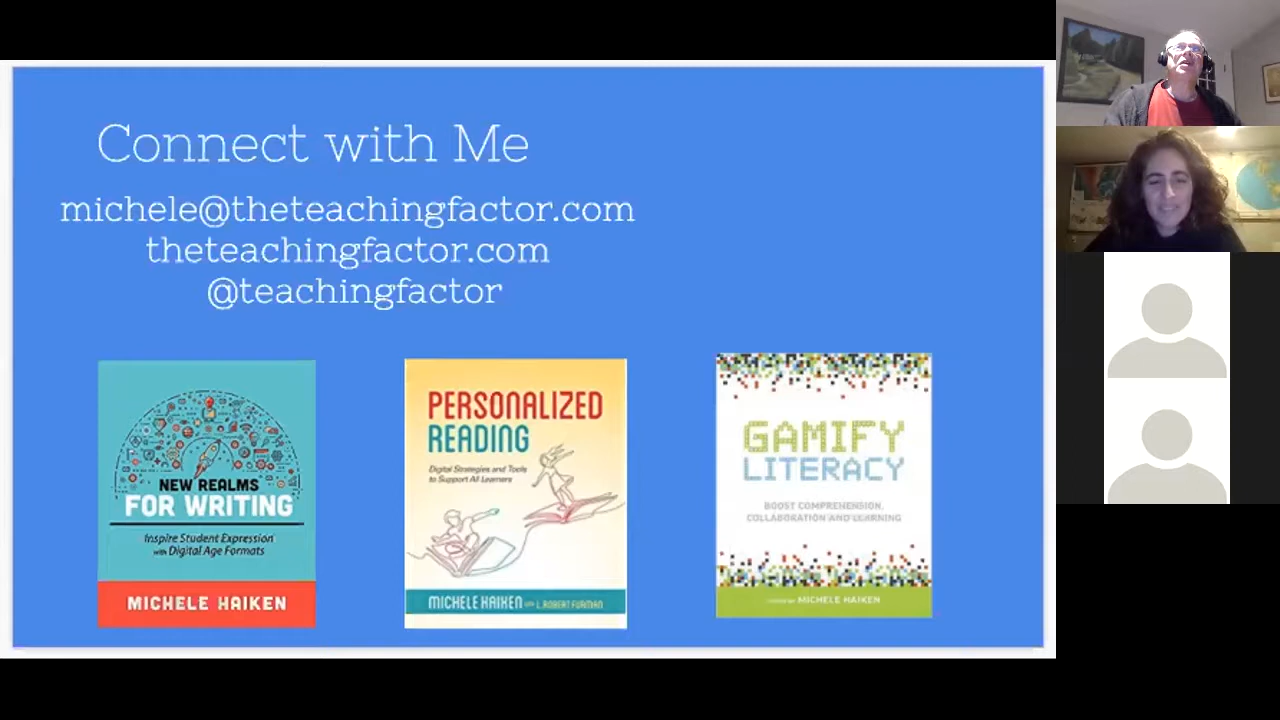 Connect with Me
michele@theteachingfactor.com
theteachingfactor.com
@teachingfactor
NEW REALMS
FOR WRITING
Inspire Student Expression
with Digital Age Formats
MICHELE HAIKEN
PERSONALIZED
READING
Digital Strategies and Tools
to Support All Learners
MICHELE HAIKEN with L. ROBERT FURMAN
GAMIFY
LITERACY
BOOST COMPREHENSION,
COLLABORATION AND LEARNING
MICHELE HAIKEN